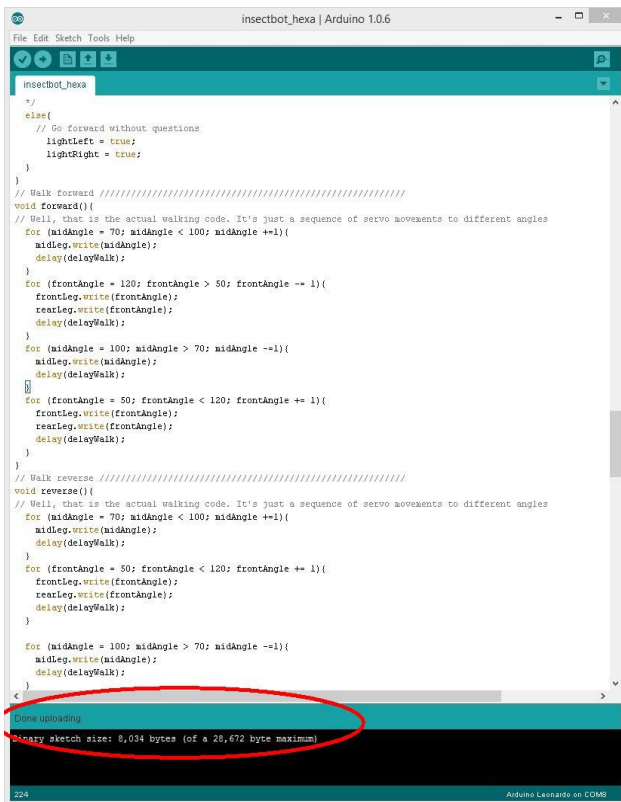 insectbot_hexa | Arduino 1.0.6
File Edit Sketch Tools Help
insectbot_hexa
*/
else{
// Go forward without questions
lightLeft = true;
lightRight = true;
}
}
// Walk forward //////////////////////////////////////////////////////////
void forward(){
// Well, that is the actual walking code. It's just a sequence of servo movements to different angles
for (midAngle = 70; midAngle < 100; midAngle +=1){
midLeg.write(midAngle);
delay(delayWalk);
}
for (frontAngle = 120; frontAngle > 50; frontAngle -= 1){
frontLeg.write(frontAngle);
rearLeg.write(frontAngle);
delay(delayWalk);
}
for (midAngle = 100; midAngle > 70; midAngle -=1){
midLeg.write(midAngle);
delay(delayWalk);
}
for (frontAngle = 50; frontAngle < 120; frontAngle += 1){
frontLeg.write(frontAngle);
rearLeg.write(frontAngle);
delay(delayWalk);
}
}
// Walk reverse //////////////////////////////////////////////////////////
void reverse(){
// Well, that is the actual walking code. It's just a sequence of servo movements to different angles
for (midAngle = 70; midAngle < 100; midAngle +=1){
midLeg.write(midAngle);
delay(delayWalk);
}
for (frontAngle = 50; frontAngle < 120; frontAngle += 1){
frontLeg.write(frontAngle);
rearLeg.write(frontAngle);
delay(delayWalk);
}
for (midAngle = 100; midAngle > 70; midAngle -=1){
midLeg.write(midAngle);
delay(delayWalk);
}
Done uploading.
Binary sketch size: 8,034 bytes (of a 28,672 byte maximum)
224 Arduino Leonardo on COM8